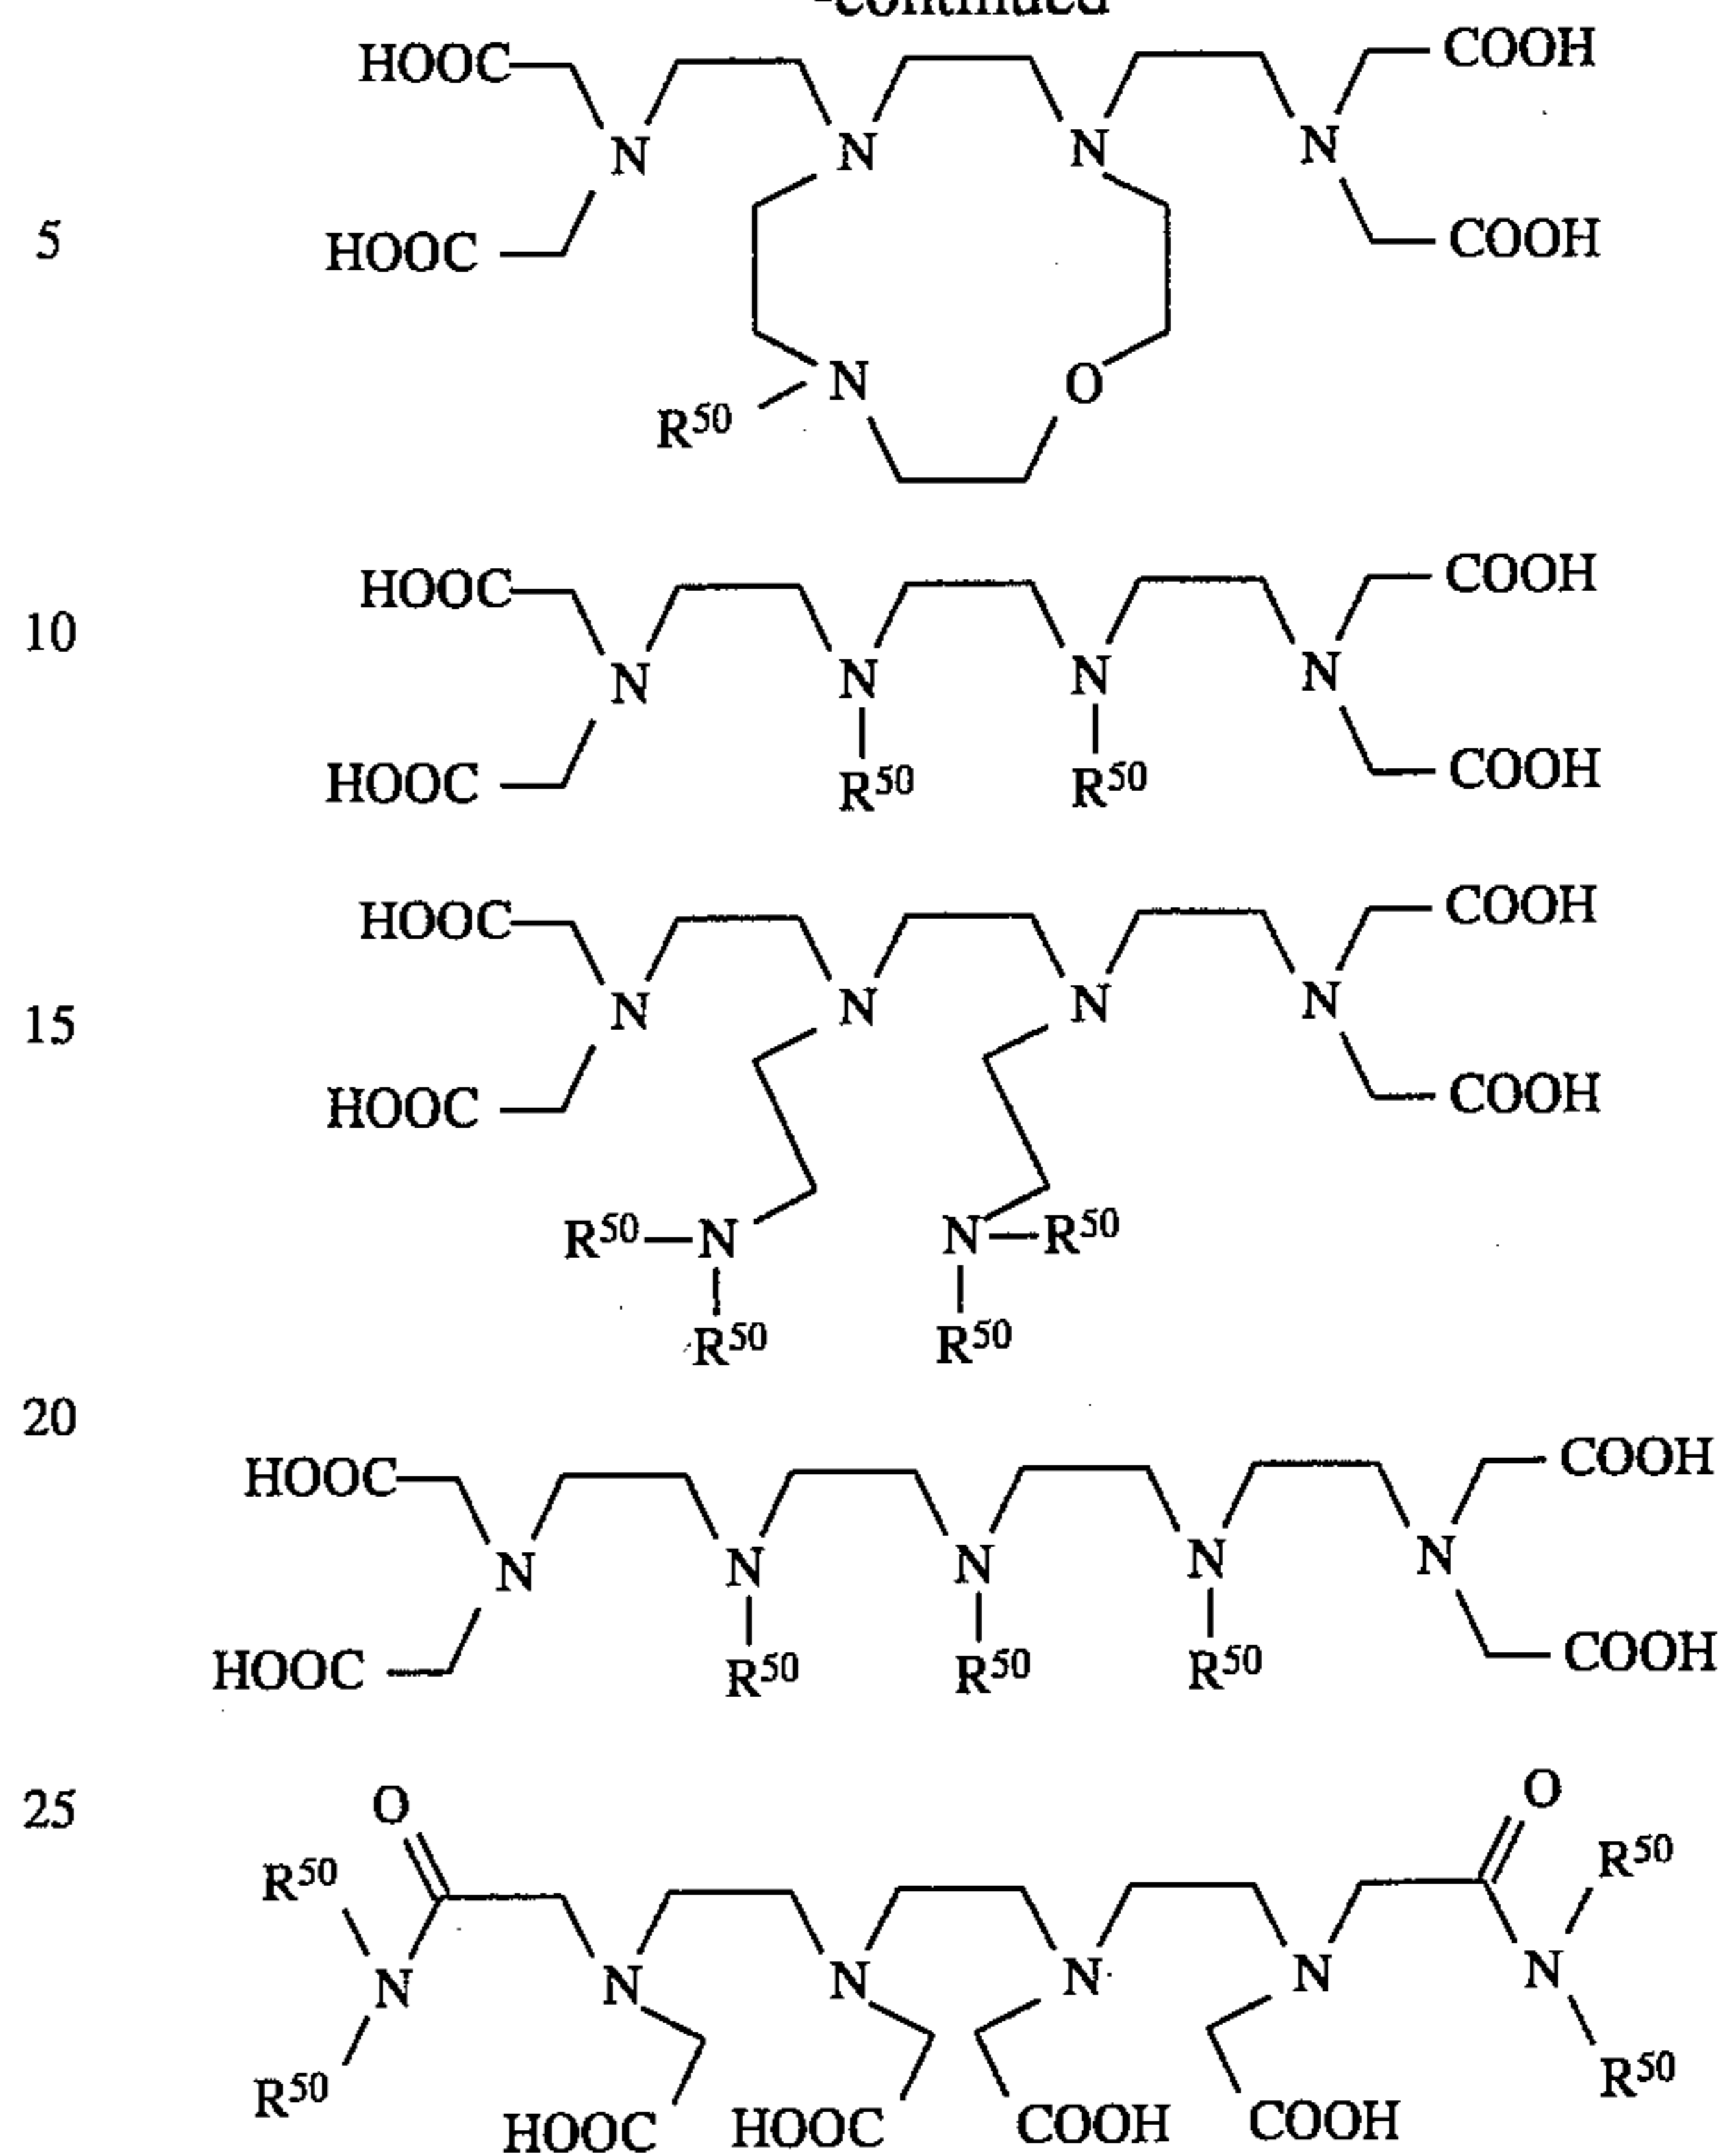 -continued
HOOC COOH
N N N N
5 HOOC COOH
N O
R50
HOOC COOH
10 N N N N
HOOC R50 R50 COOH
HOOC COOH
15 N N N N
HOOC COOH
R50—N N—R50
R50 R50
20
HOOC COOH
N N N N N
HOOC R50 R50 R50 COOH
25 O O
R50 R50
N N N N N N
R50 R50
HOOC HOOC COOH COOH